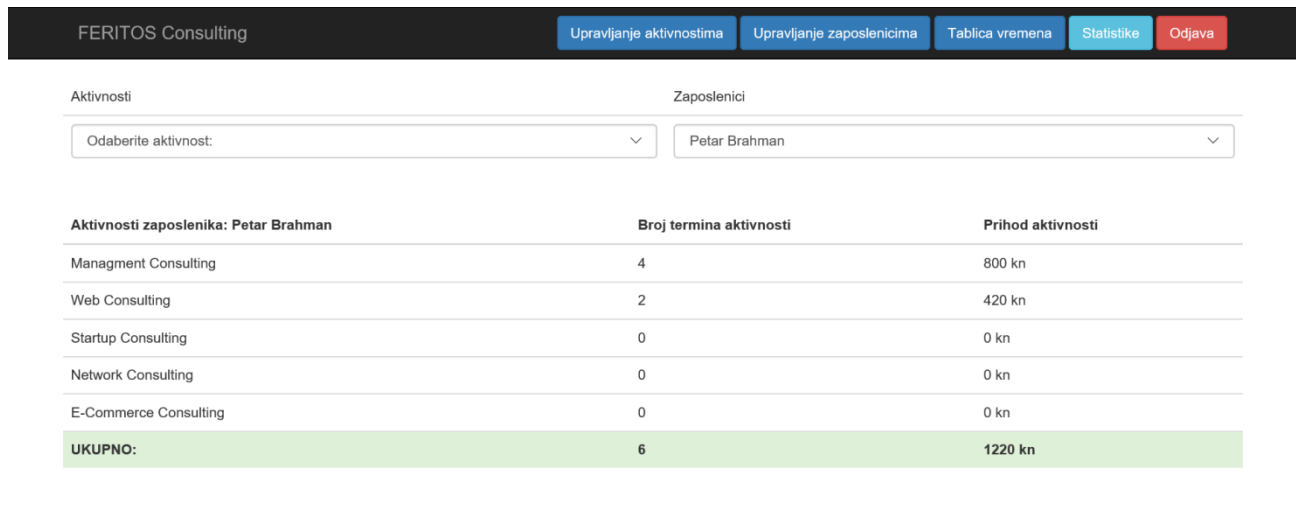 FERITOS Consulting Upravljanje aktivnostima Upravljanje zaposlenicima Tablica vremena Statistike Odjava
Aktivnosti Zaposlenici
Odaberite aktivnost: Petar Brahman
Aktivnosti zaposlenika: Petar Brahman Broj termina aktivnosti Prihod aktivnosti
Managment Consulting 4 800 kn
Web Consulting 2 420 kn
Startup Consulting 0 0 kn
Network Consulting 0 0 kn
E-Commerce Consulting 0 0 kn
UKUPNO: 6 1220 kn